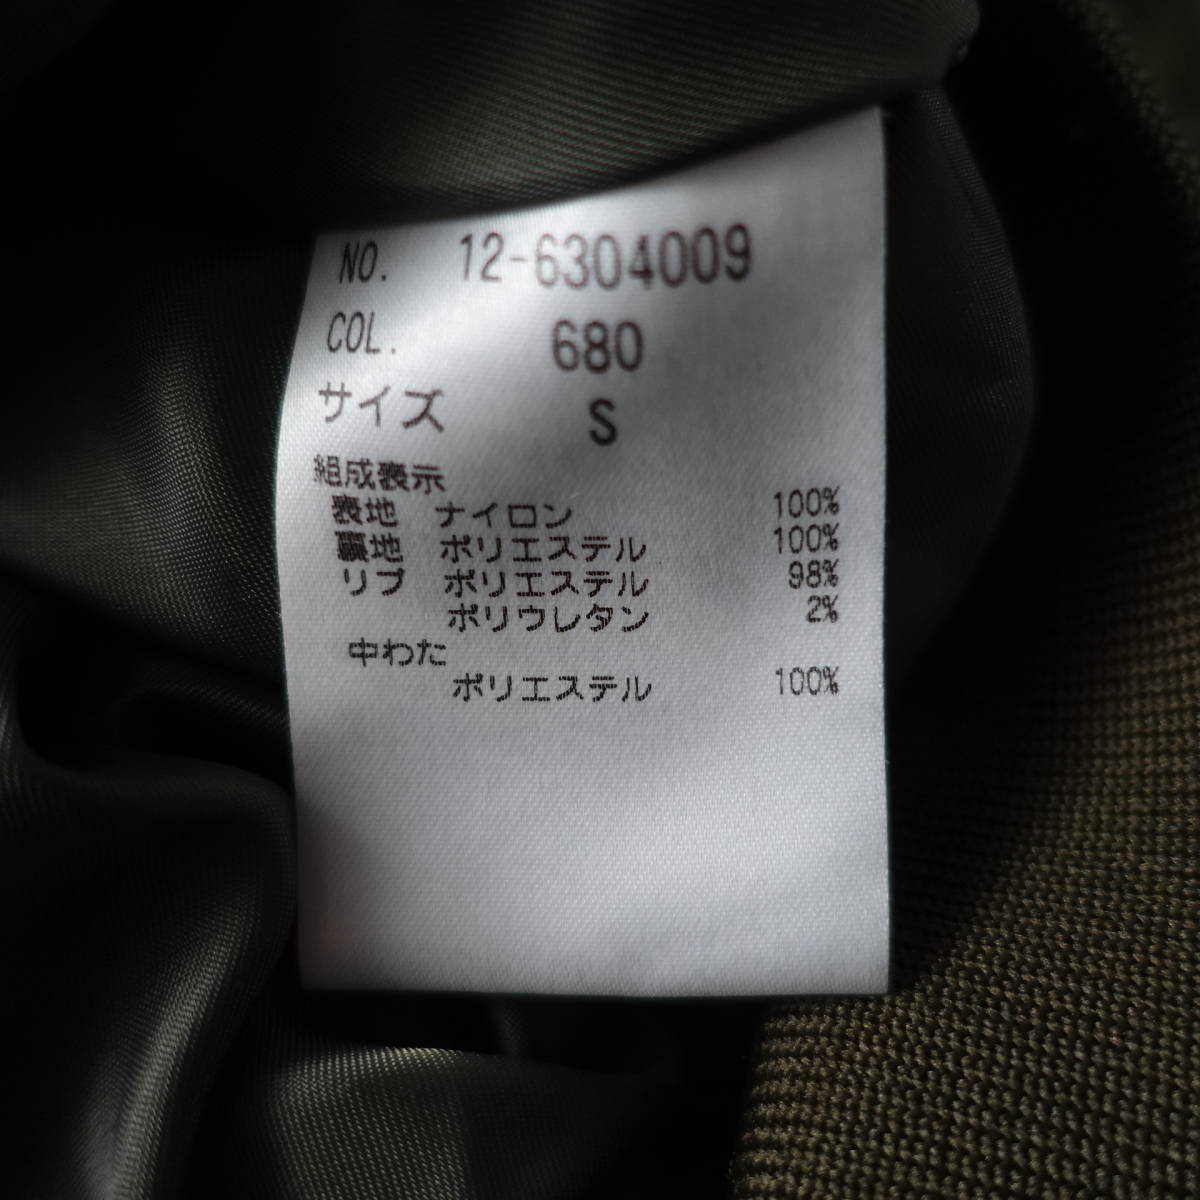 NO. 12-6304009
COL. 680
サイズ S
組成表示
表地 ナイロン 100%
裏地 ポリエステル 100%
リブ ポリエステル 98%
ポリウレタン 2%
中わた
ポリエステル 100%